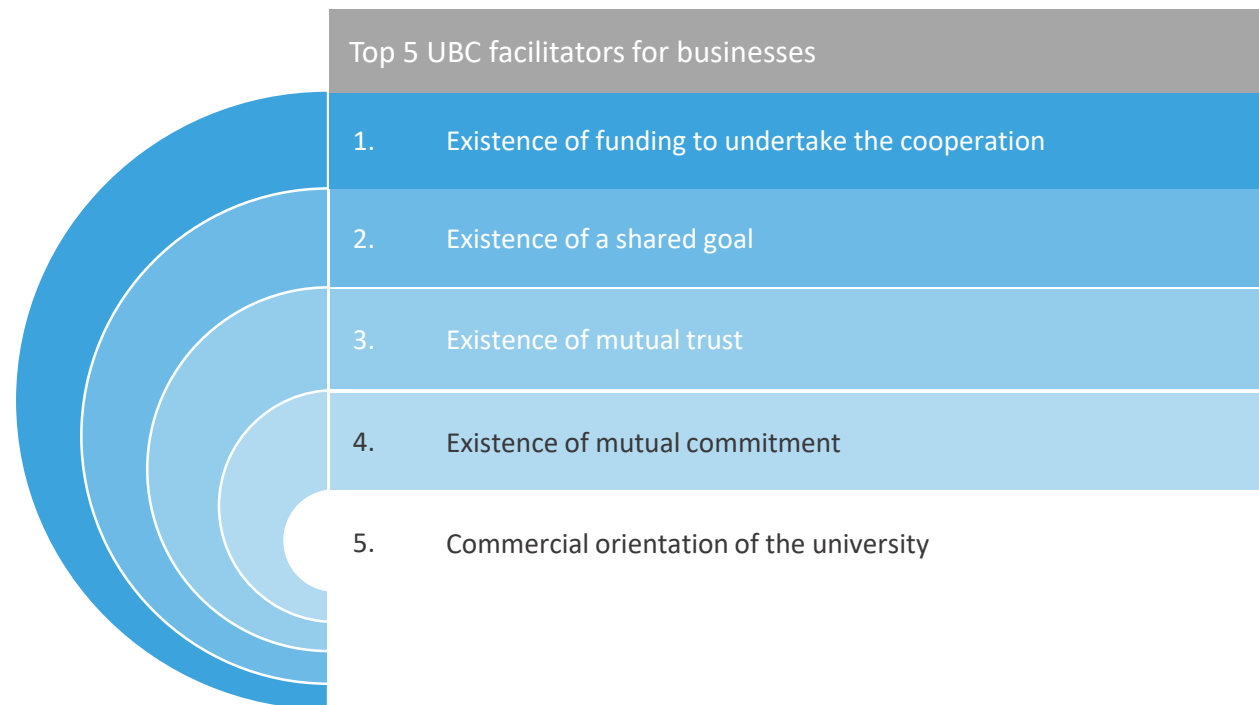 Top 5 UBC facilitators for businesses
1. Existence of funding to undertake the cooperation
2. Existence of a shared goal
3. Existence of mutual trust
4. Existence of mutual commitment
5. Commercial orientation of the university